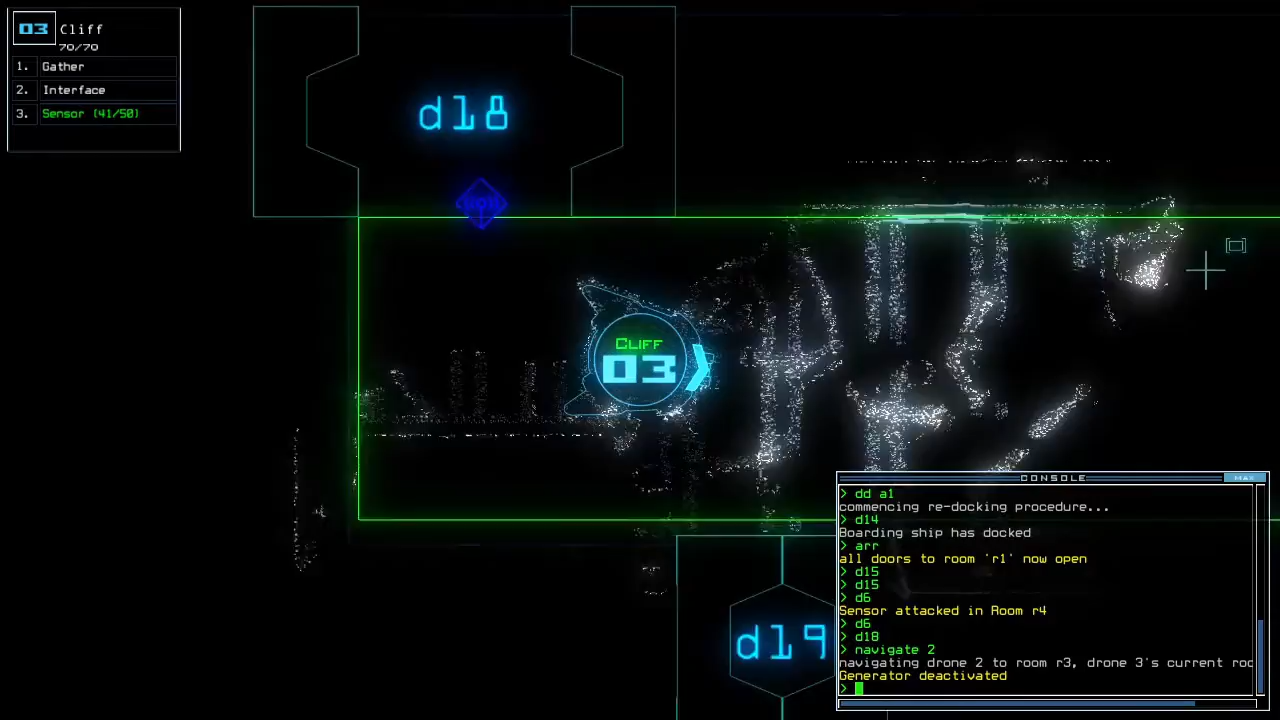 03 Cliff
70/70
1. Gather
2. Interface
3. Sensor (41/50)
d18
Cliff
03
d19
CONSOLE
MAX
> dd a1
commencing re-docking procedure...
> d14
Boarding ship has docked
> arr
all doors to room 'r1' now open
> d15
> d15
> d6
Sensor attacked in Room r4
> d6
> d18
> navigate 2
navigating drone 2 to room r3, drone 3's current roo
Generator deactivated
>